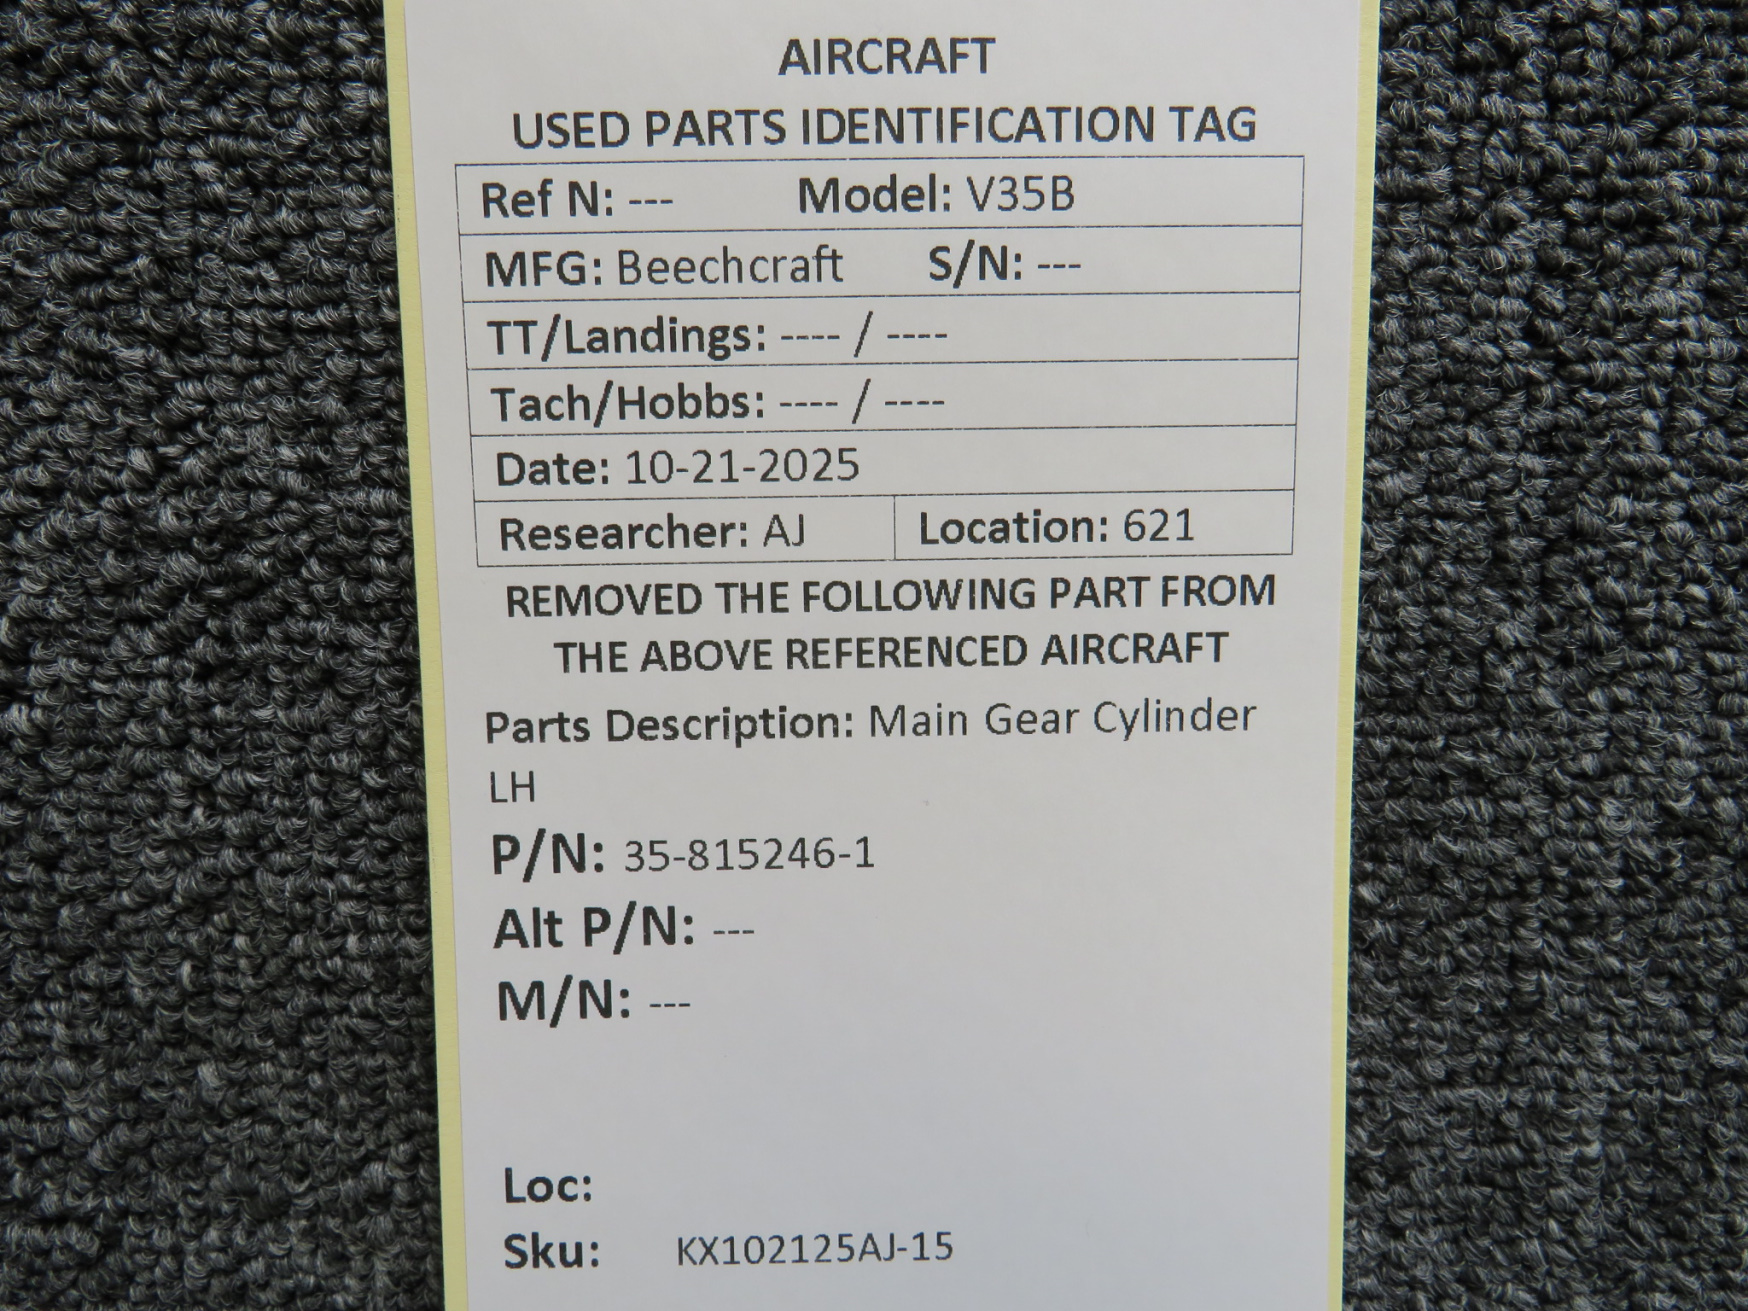 AIRCRAFT
USED PARTS IDENTIFICATION TAG
Ref N: --- Model: V35B
MFG: Beechcraft S/N: ---
TT/Landings: ---- / ----
Tach/Hobbs: ---- / ----
Date: 10-21-2025
Researcher: AJ Location: 621
REMOVED THE FOLLOWING PART FROM
THE ABOVE REFERENCED AIRCRAFT
Parts Description: Main Gear Cylinder
LH
P/N: 35-815246-1
Alt P/N: ---
M/N: ---
Loc:
Sku: KX102125AJ-15